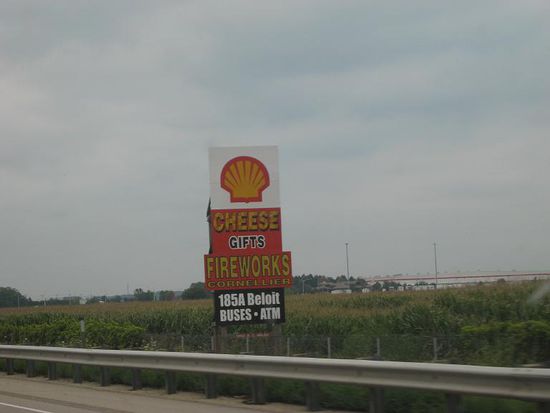 CHEESE
GIFTS
FIREWORKS
CORNELLIER
185A Beloit
BUSES • ATM